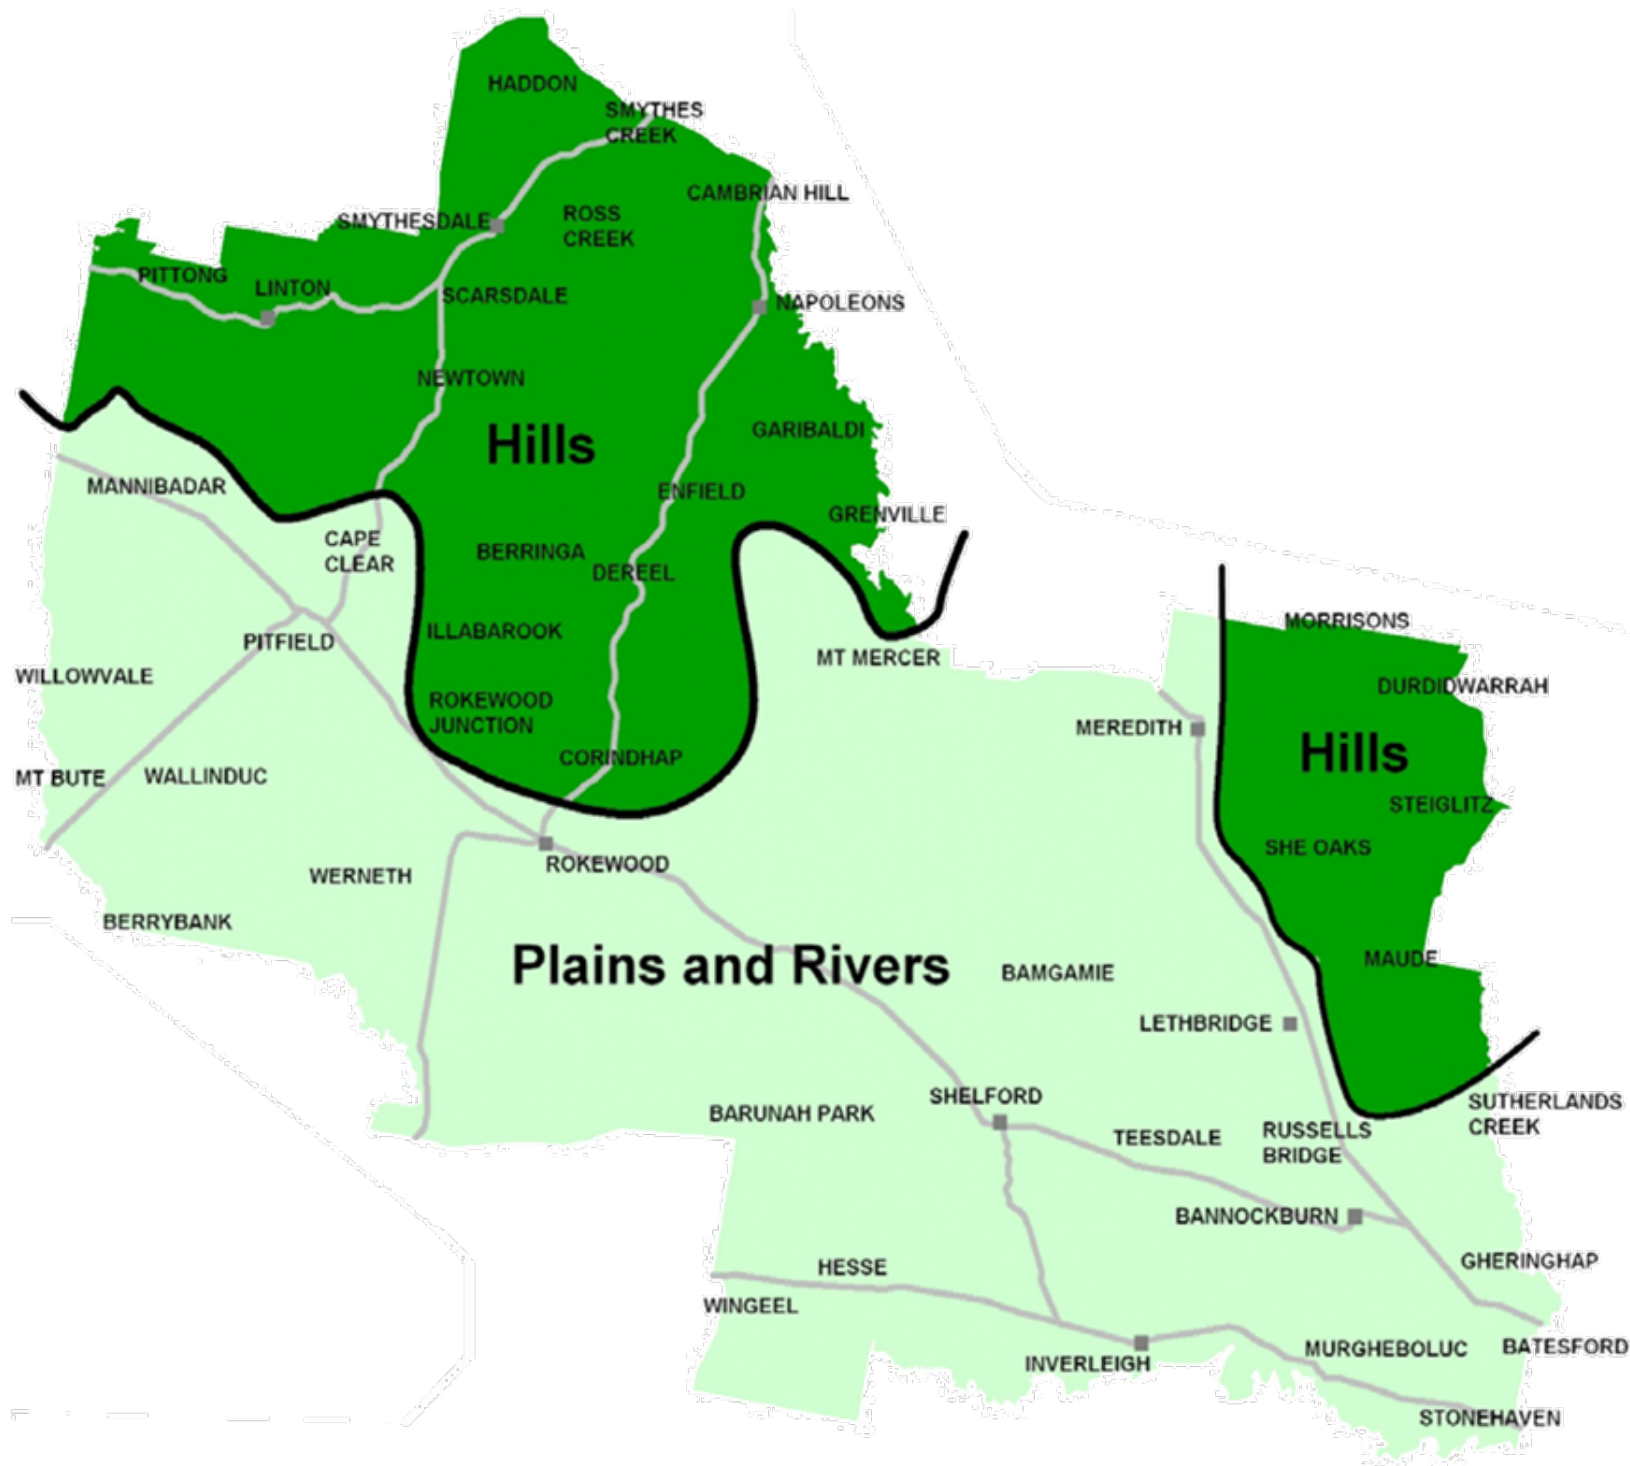 HADDON
SMYTHES
CREEK
CAMBRIAN HILL
SMYTHESDALE
ROSS
CREEK
PITTONG
LINTON
SCARSDALE
NAPOLEONS
NEWTOWN
GARIBALDI
Hills
MANNIBADAR
ENFIELD
GRENVILLE
CAPE
CLEAR
BERRINGA
DEREEL
ILLABAROOK
PITFIELD
MT MERCER
MORRISONS
WILLOWVALE
DURDIDWARRAH
ROKEWOOD
JUNCTION
MEREDITH
CORINDHAP
Hills
MT BUTE
WALLINDUC
STEIGLITZ
SHE OAKS
ROKEWOOD
WERNETH
BERRYBANK
Plains and Rivers
BAMGAMIE
MAUDE
LETHBRIDGE
SHELFORD
BARUNAH PARK
SUTHERLANDS
CREEK
TEESDALE
RUSSELLS
BRIDGE
BANNOCKBURN
GHERINGHAP
HESSE
WINGEEL
INVERLEIGH
MURGHEBOLUC
BATESFORD
STONEHAVEN